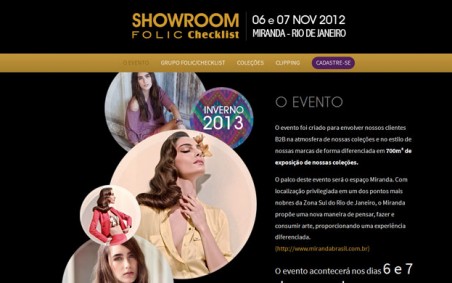 SHOWROOM
FOLIC Checklist
06 e 07 NOV 2012
MIRANDA - RIO DE JANEIRO
O EVENTO
GRUPO FOLIC/CHECKLIST
COLEÇÕES
CLIPPING
CADASTRE-SE
INVERNO
2013
O EVENTO
O evento foi criado para envolver nossos clientes
B2B na atmosfera de nossas coleções e no estilo de
nossas marcas de forma diferenciada em 700m² de
exposição de nossas coleções.
O palco deste evento será o espaço Miranda. Com
localização privilegiada em um dos pontos mais
nobres da Zona Sul do Rio de Janeiro, o Miranda
propõe uma nova maneira de pensar, fazer e
consumir arte, proporcionando uma experiência
diferenciada.
(http://www.mirandabrasil.com.br)
O evento acontecerá nos dias 6 e 7